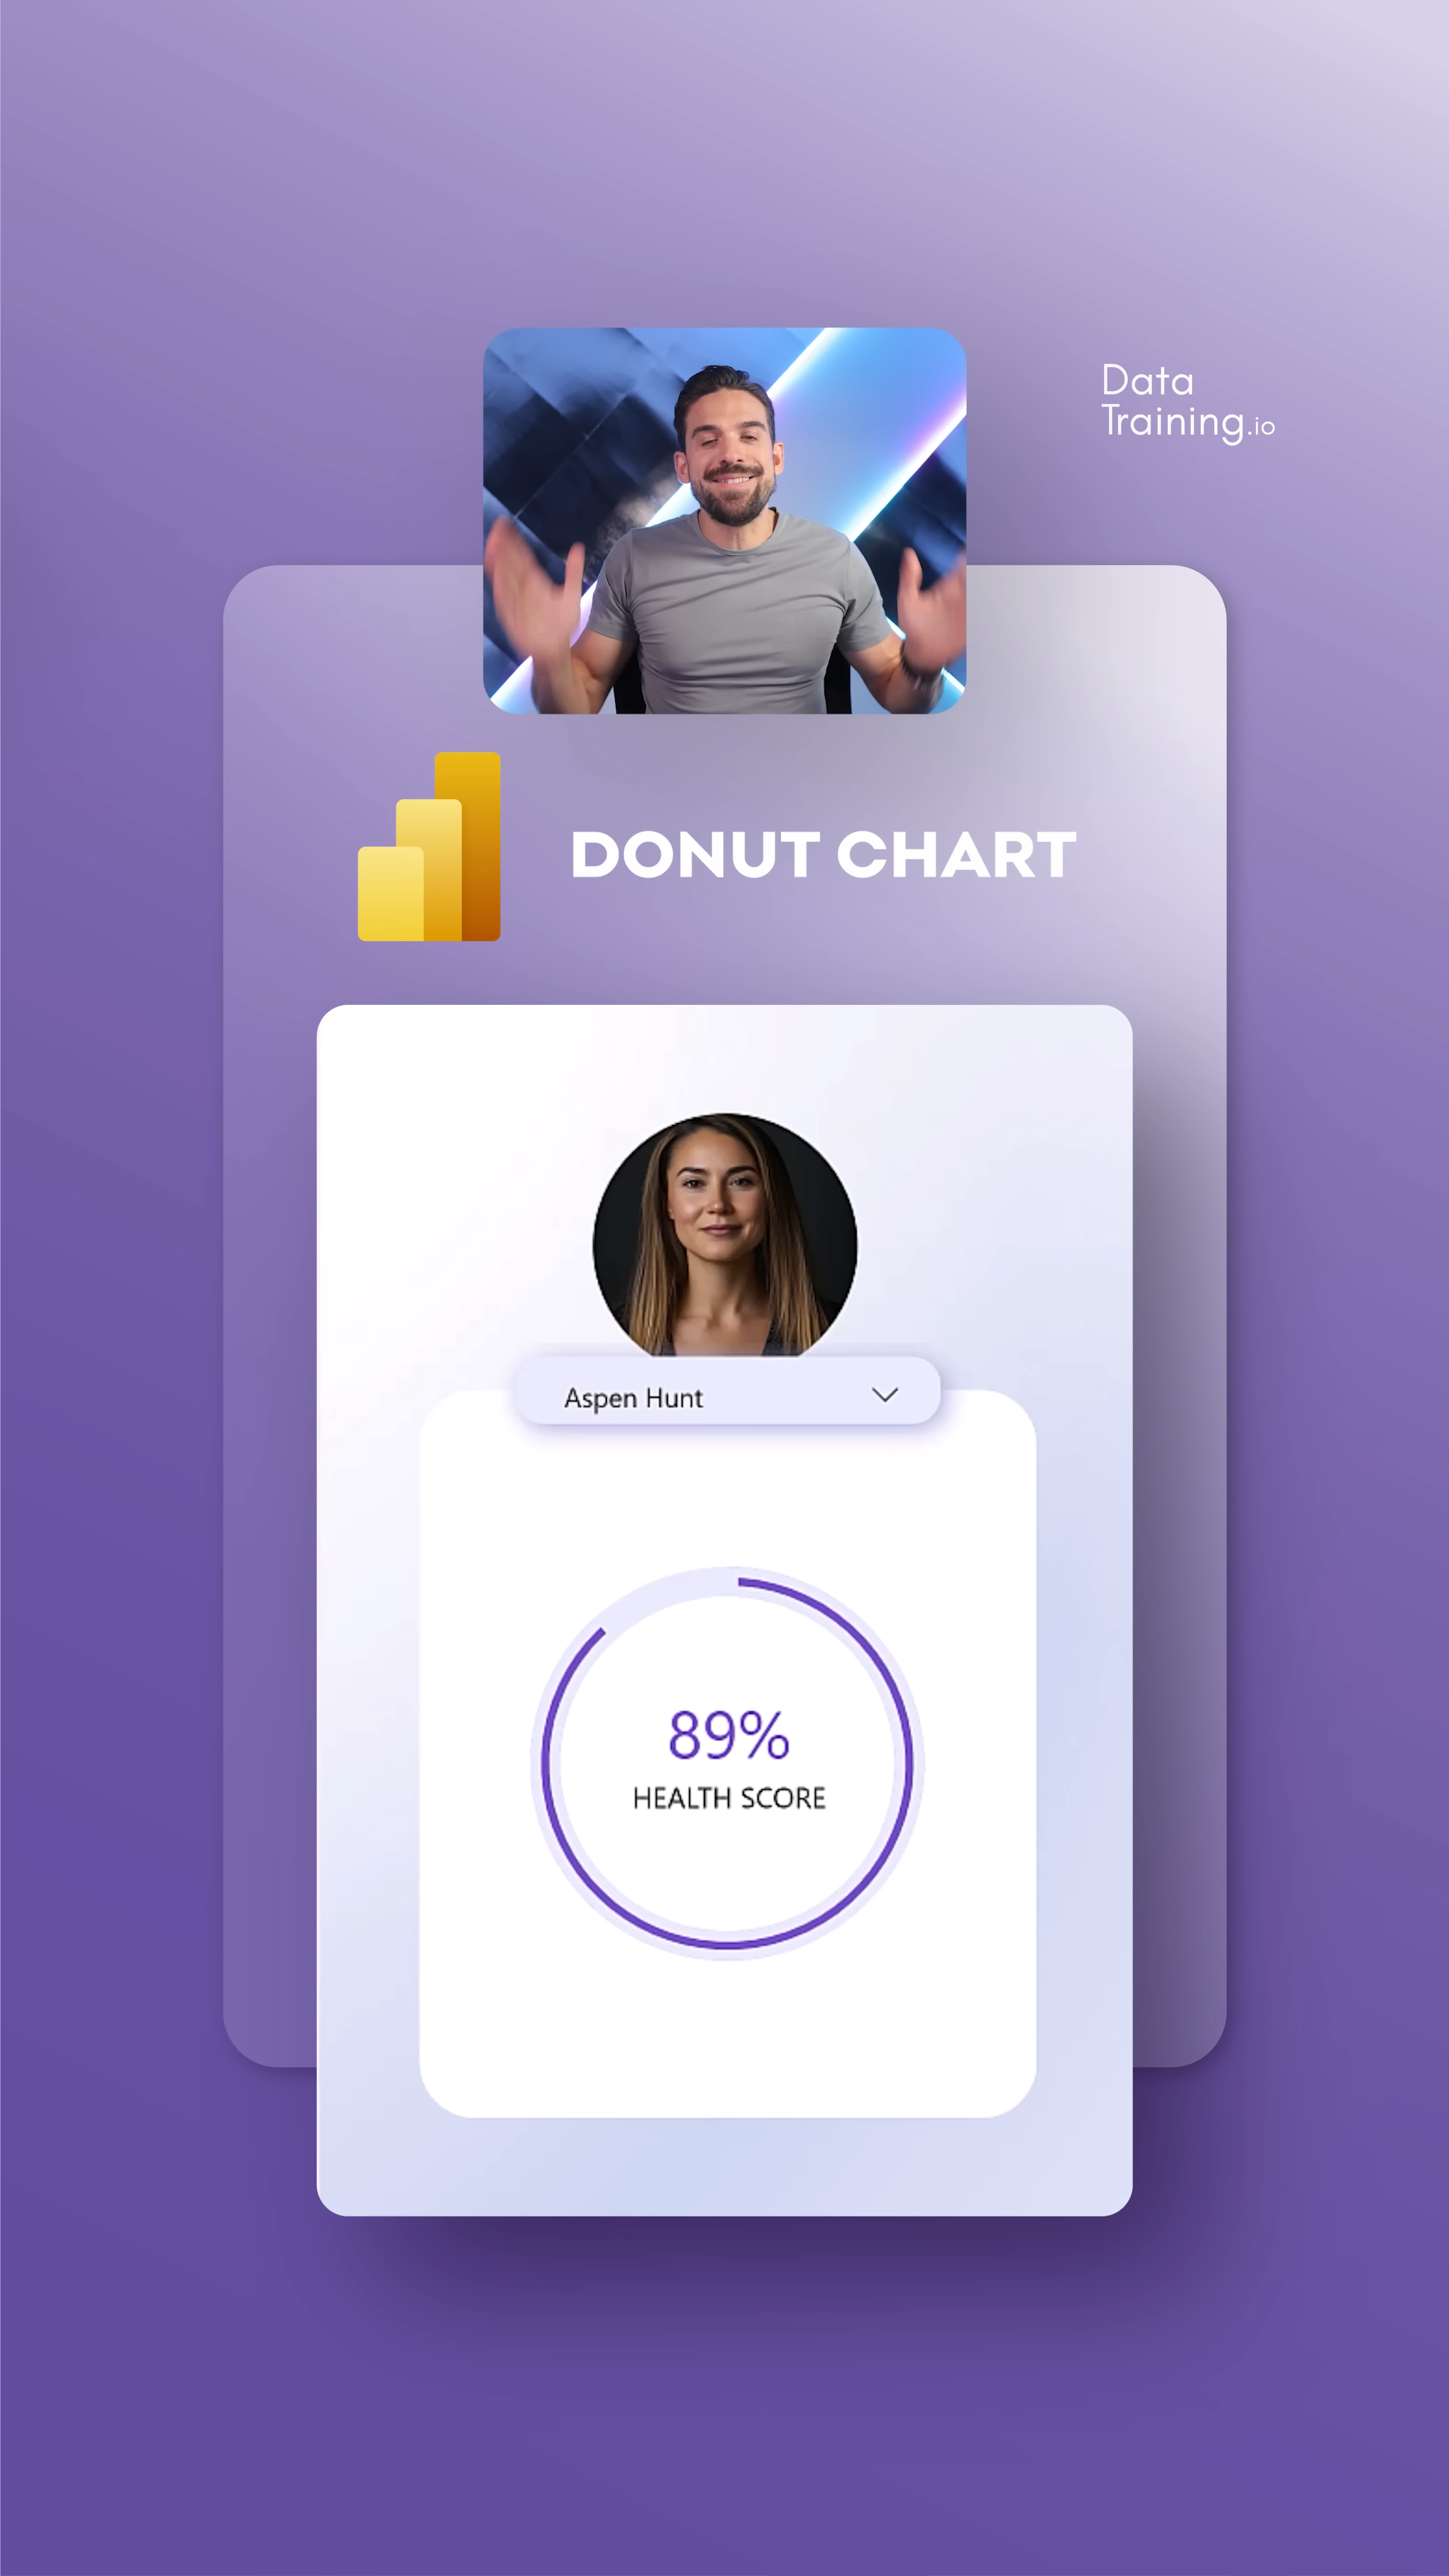 Data
Training.io
DONUT CHART
Aspen Hunt
89%
HEALTH SCORE